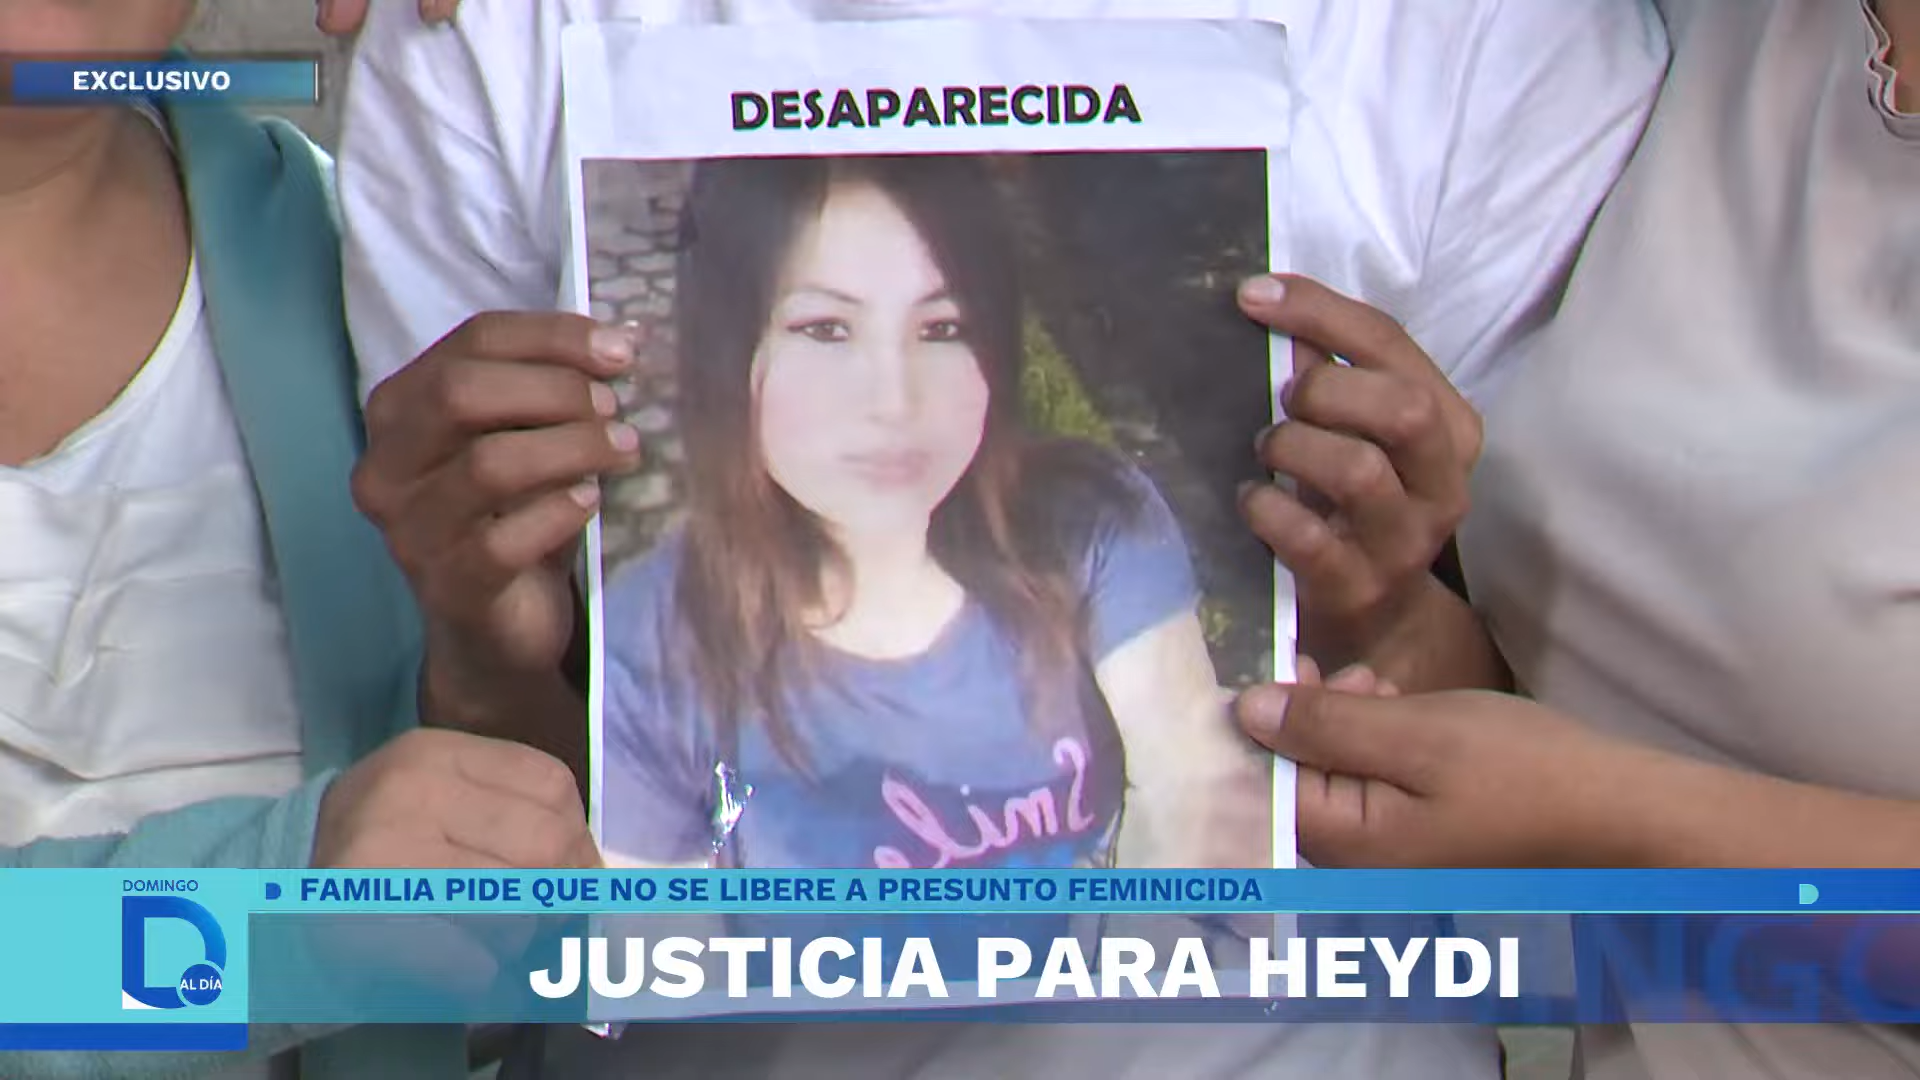 EXCLUSIVO
DESAPARECIDA
Smile
DOMINGO
AL DÍA
FAMILIA PIDE QUE NO SE LIBERE A PRESUNTO FEMINICIDA
JUSTICIA PARA HEYDI